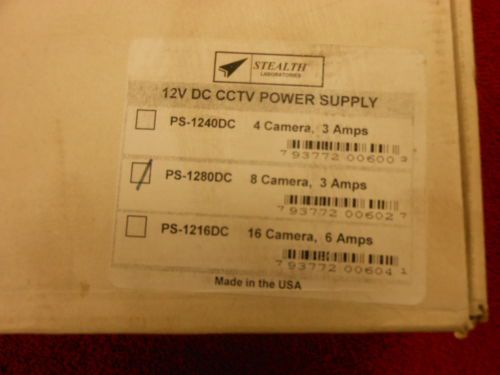 STEALTH
LABORATORIES
12V DC CCTV POWER SUPPLY
PS-1240DC 4 Camera, 3 Amps
7 93772 00600 3
PS-1280DC 8 Camera, 3 Amps
7 93772 00602 7
PS-1216DC 16 Camera, 6 Amps
7 93772 00604 1
Made in the USA